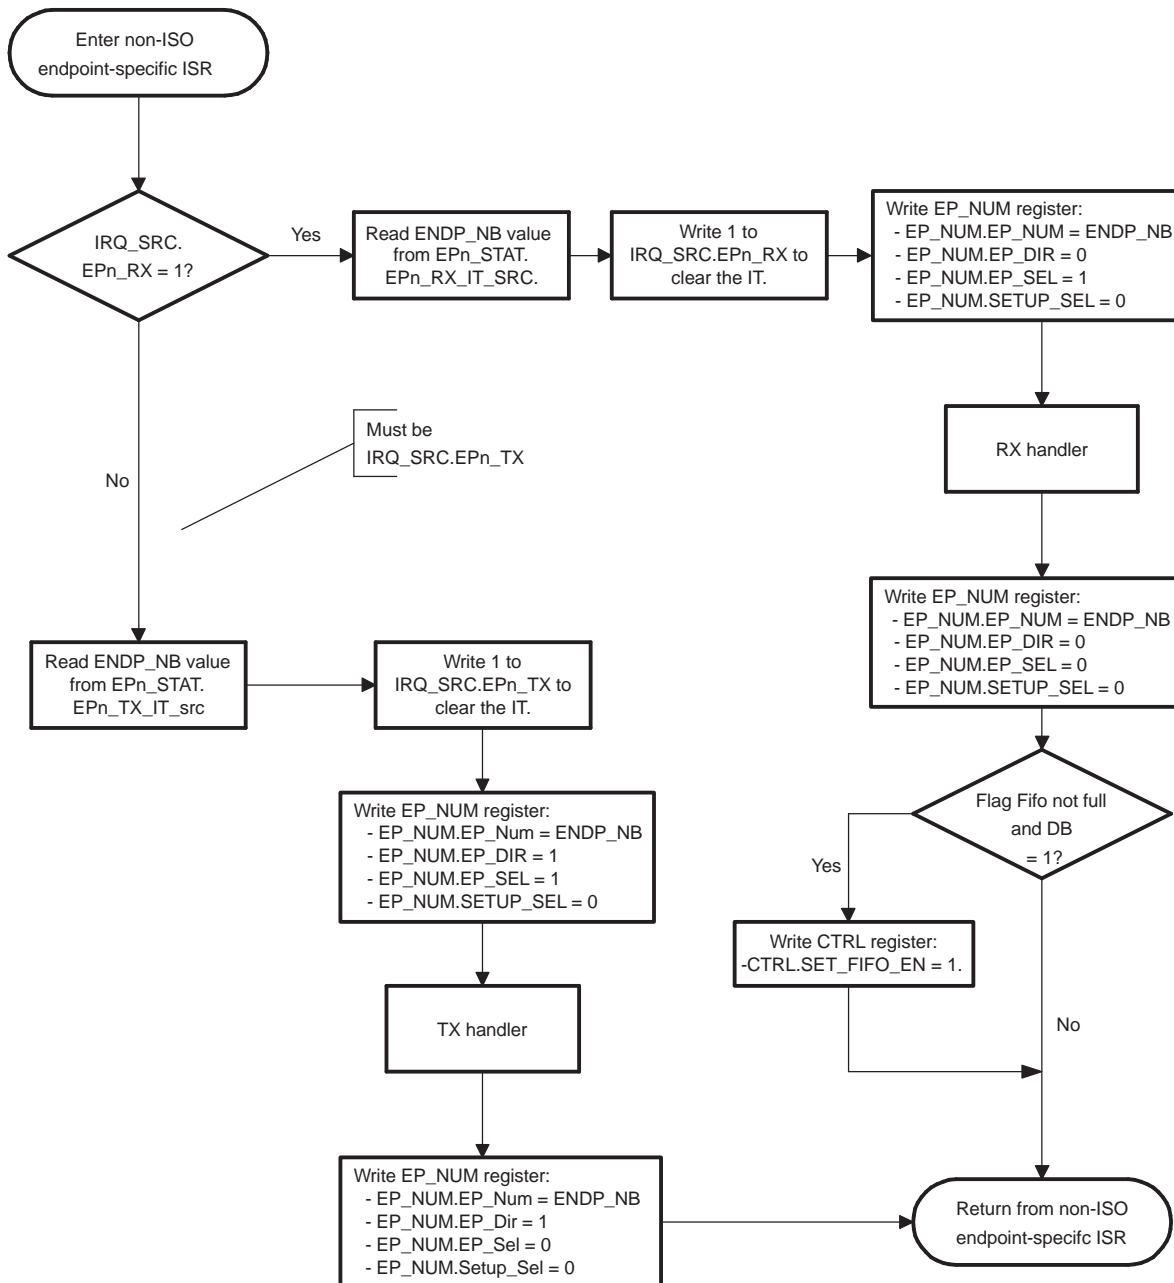 Enter non-ISO
endpoint-specific ISR
IRQ_SRC.
EPn_RX = 1?
Yes
Read ENDP_NB value
from EPn_STAT.
EPn_RX_IT_SRC.
Write 1 to
IRQ_SRC.EPn_RX to
clear the IT.
Write EP_NUM register:
- EP_NUM.EP_NUM = ENDP_NB
- EP_NUM.EP_DIR = 0
- EP_NUM.EP_SEL = 1
- EP_NUM.SETUP_SEL = 0
Must be
IRQ_SRC.EPn_TX
No
RX handler
Write EP_NUM register:
- EP_NUM.EP_NUM = ENDP_NB
- EP_NUM.EP_DIR = 0
- EP_NUM.EP_SEL = 0
- EP_NUM.SETUP_SEL = 0
Read ENDP_NB value
from EPn_STAT.
EPn_TX_IT_src
Write 1 to
IRQ_SRC.EPn_TX to
clear the IT.
Write EP_NUM register:
- EP_NUM.EP_Num = ENDP_NB
- EP_NUM.EP_DIR = 1
- EP_NUM.EP_SEL = 1
- EP_NUM.SETUP_SEL = 0
Flag Fifo not full
and DB
= 1?
Yes
Write CTRL register:
-CTRL.SET_FIFO_EN = 1.
No
TX handler
Write EP_NUM register:
- EP_NUM.EP_Num = ENDP_NB
- EP_NUM.EP_Dir = 1
- EP_NUM.EP_Sel = 0
- EP_NUM.Setup_Sel = 0
Return from non-ISO
endpoint-specifc ISR